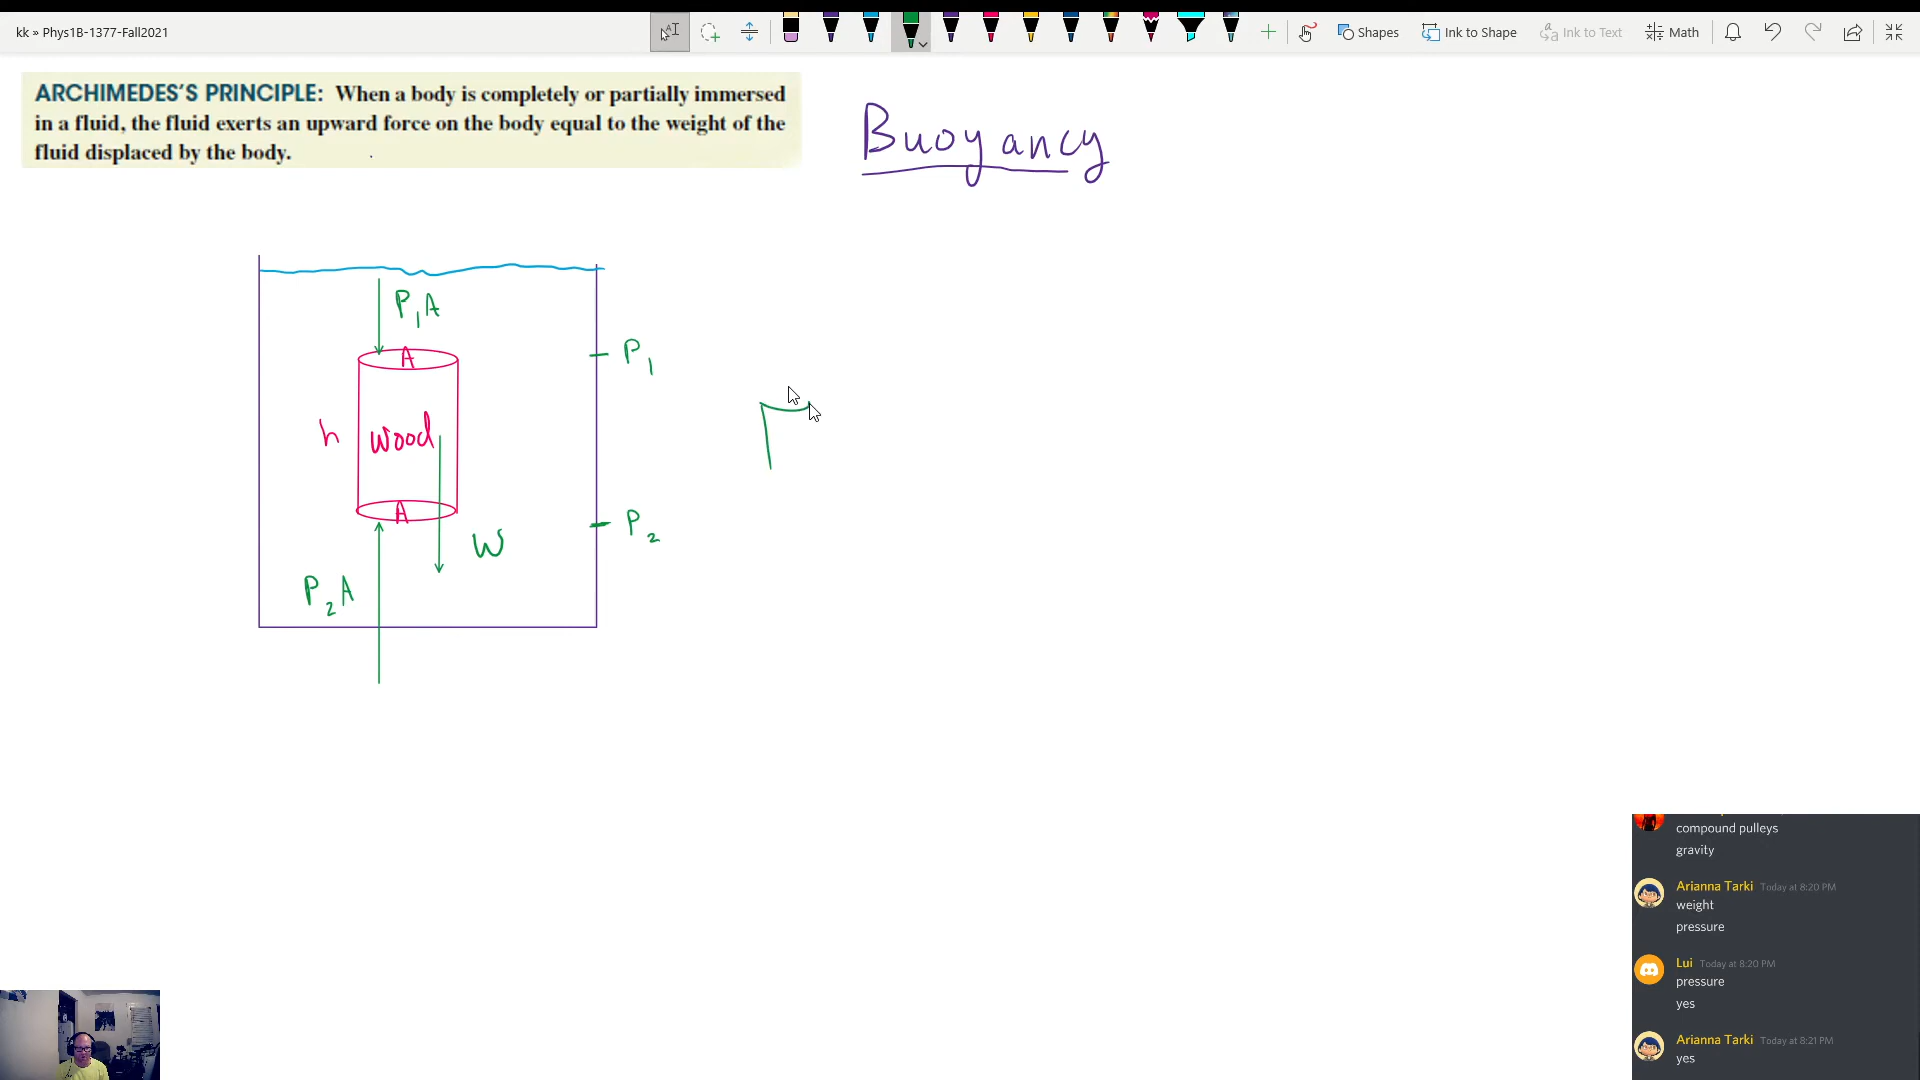 kk » Phys1B-1377-Fall2021
Shapes
Ink to Shape
Ink to Text
Math
ARCHIMEDES'S PRINCIPLE: When a body is completely or partially immersed
in a fluid, the fluid exerts an upward force on the body equal to the weight of the
fluid displaced by the body.
Buoyancy
P₁A
A
P₁
h
wood
A
P₂
W
P₂A
compound pulleys
gravity
Arianna Tarki Today at 8:20 PM
weight
pressure
Lui Today at 8:20 PM
pressure
yes
Arianna Tarki Today at 8:21 PM
yes